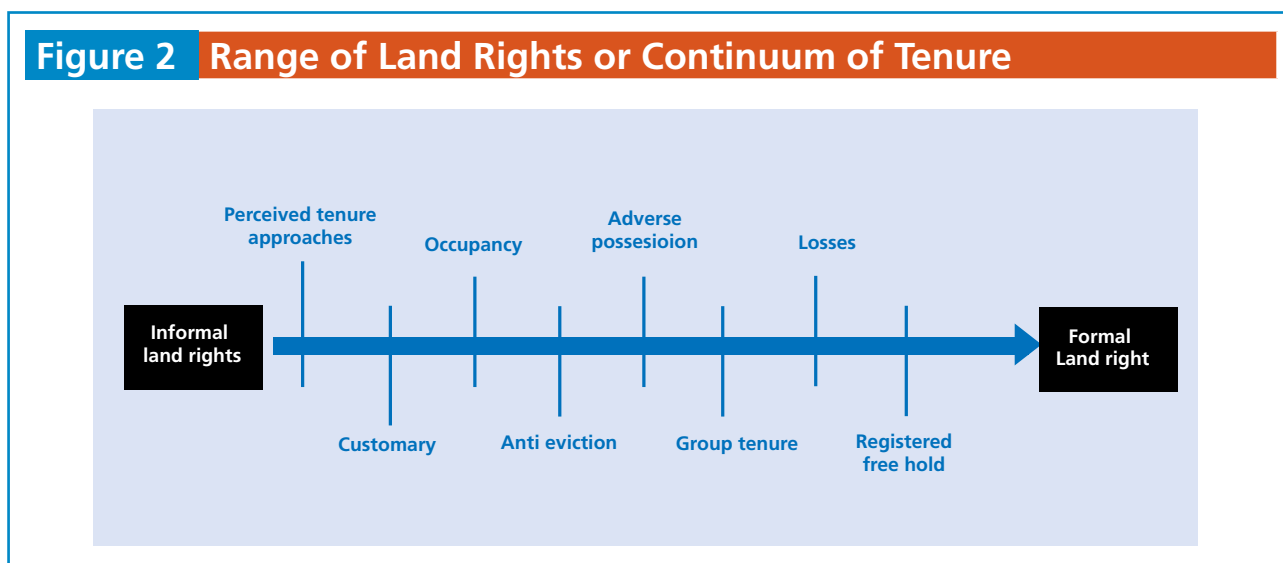 Figure 2 Range of Land Rights or Continuum of Tenure
Perceived tenure
approaches
Occupancy
Adverse
possesioion
Losses
Informal
land rights
Formal
Land right
Customary
Anti eviction
Group tenure
Registered
free hold